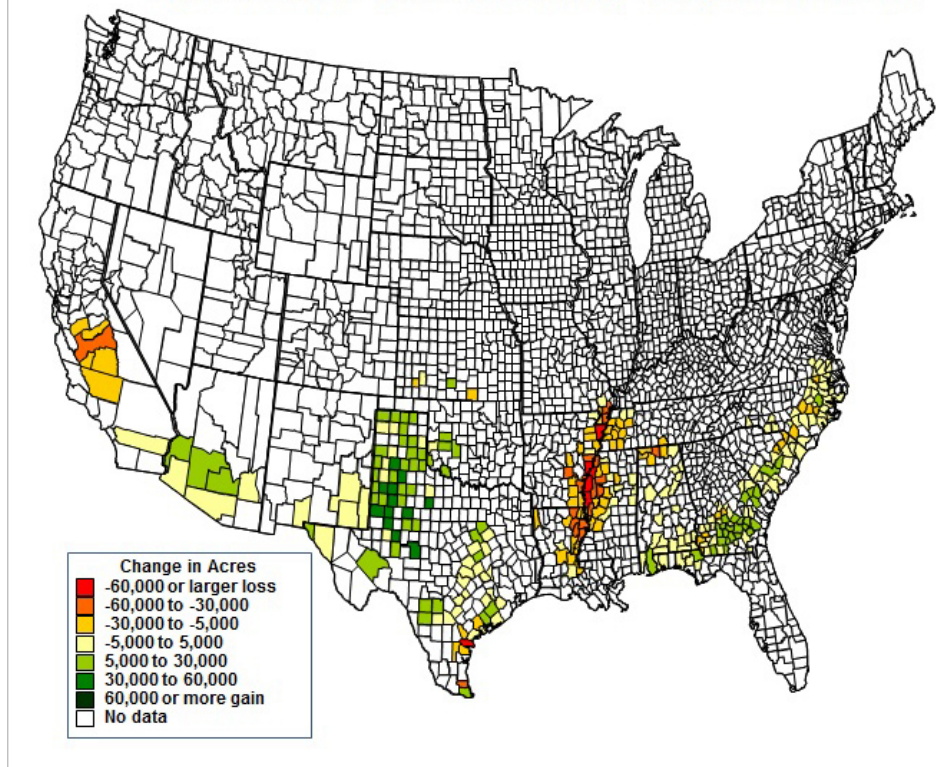 Change in Acres
-60,000 or larger loss
-60,000 to -30,000
-30,000 to -5,000
-5,000 to 5,000
5,000 to 30,000
30,000 to 60,000
60,000 or more gain
No data